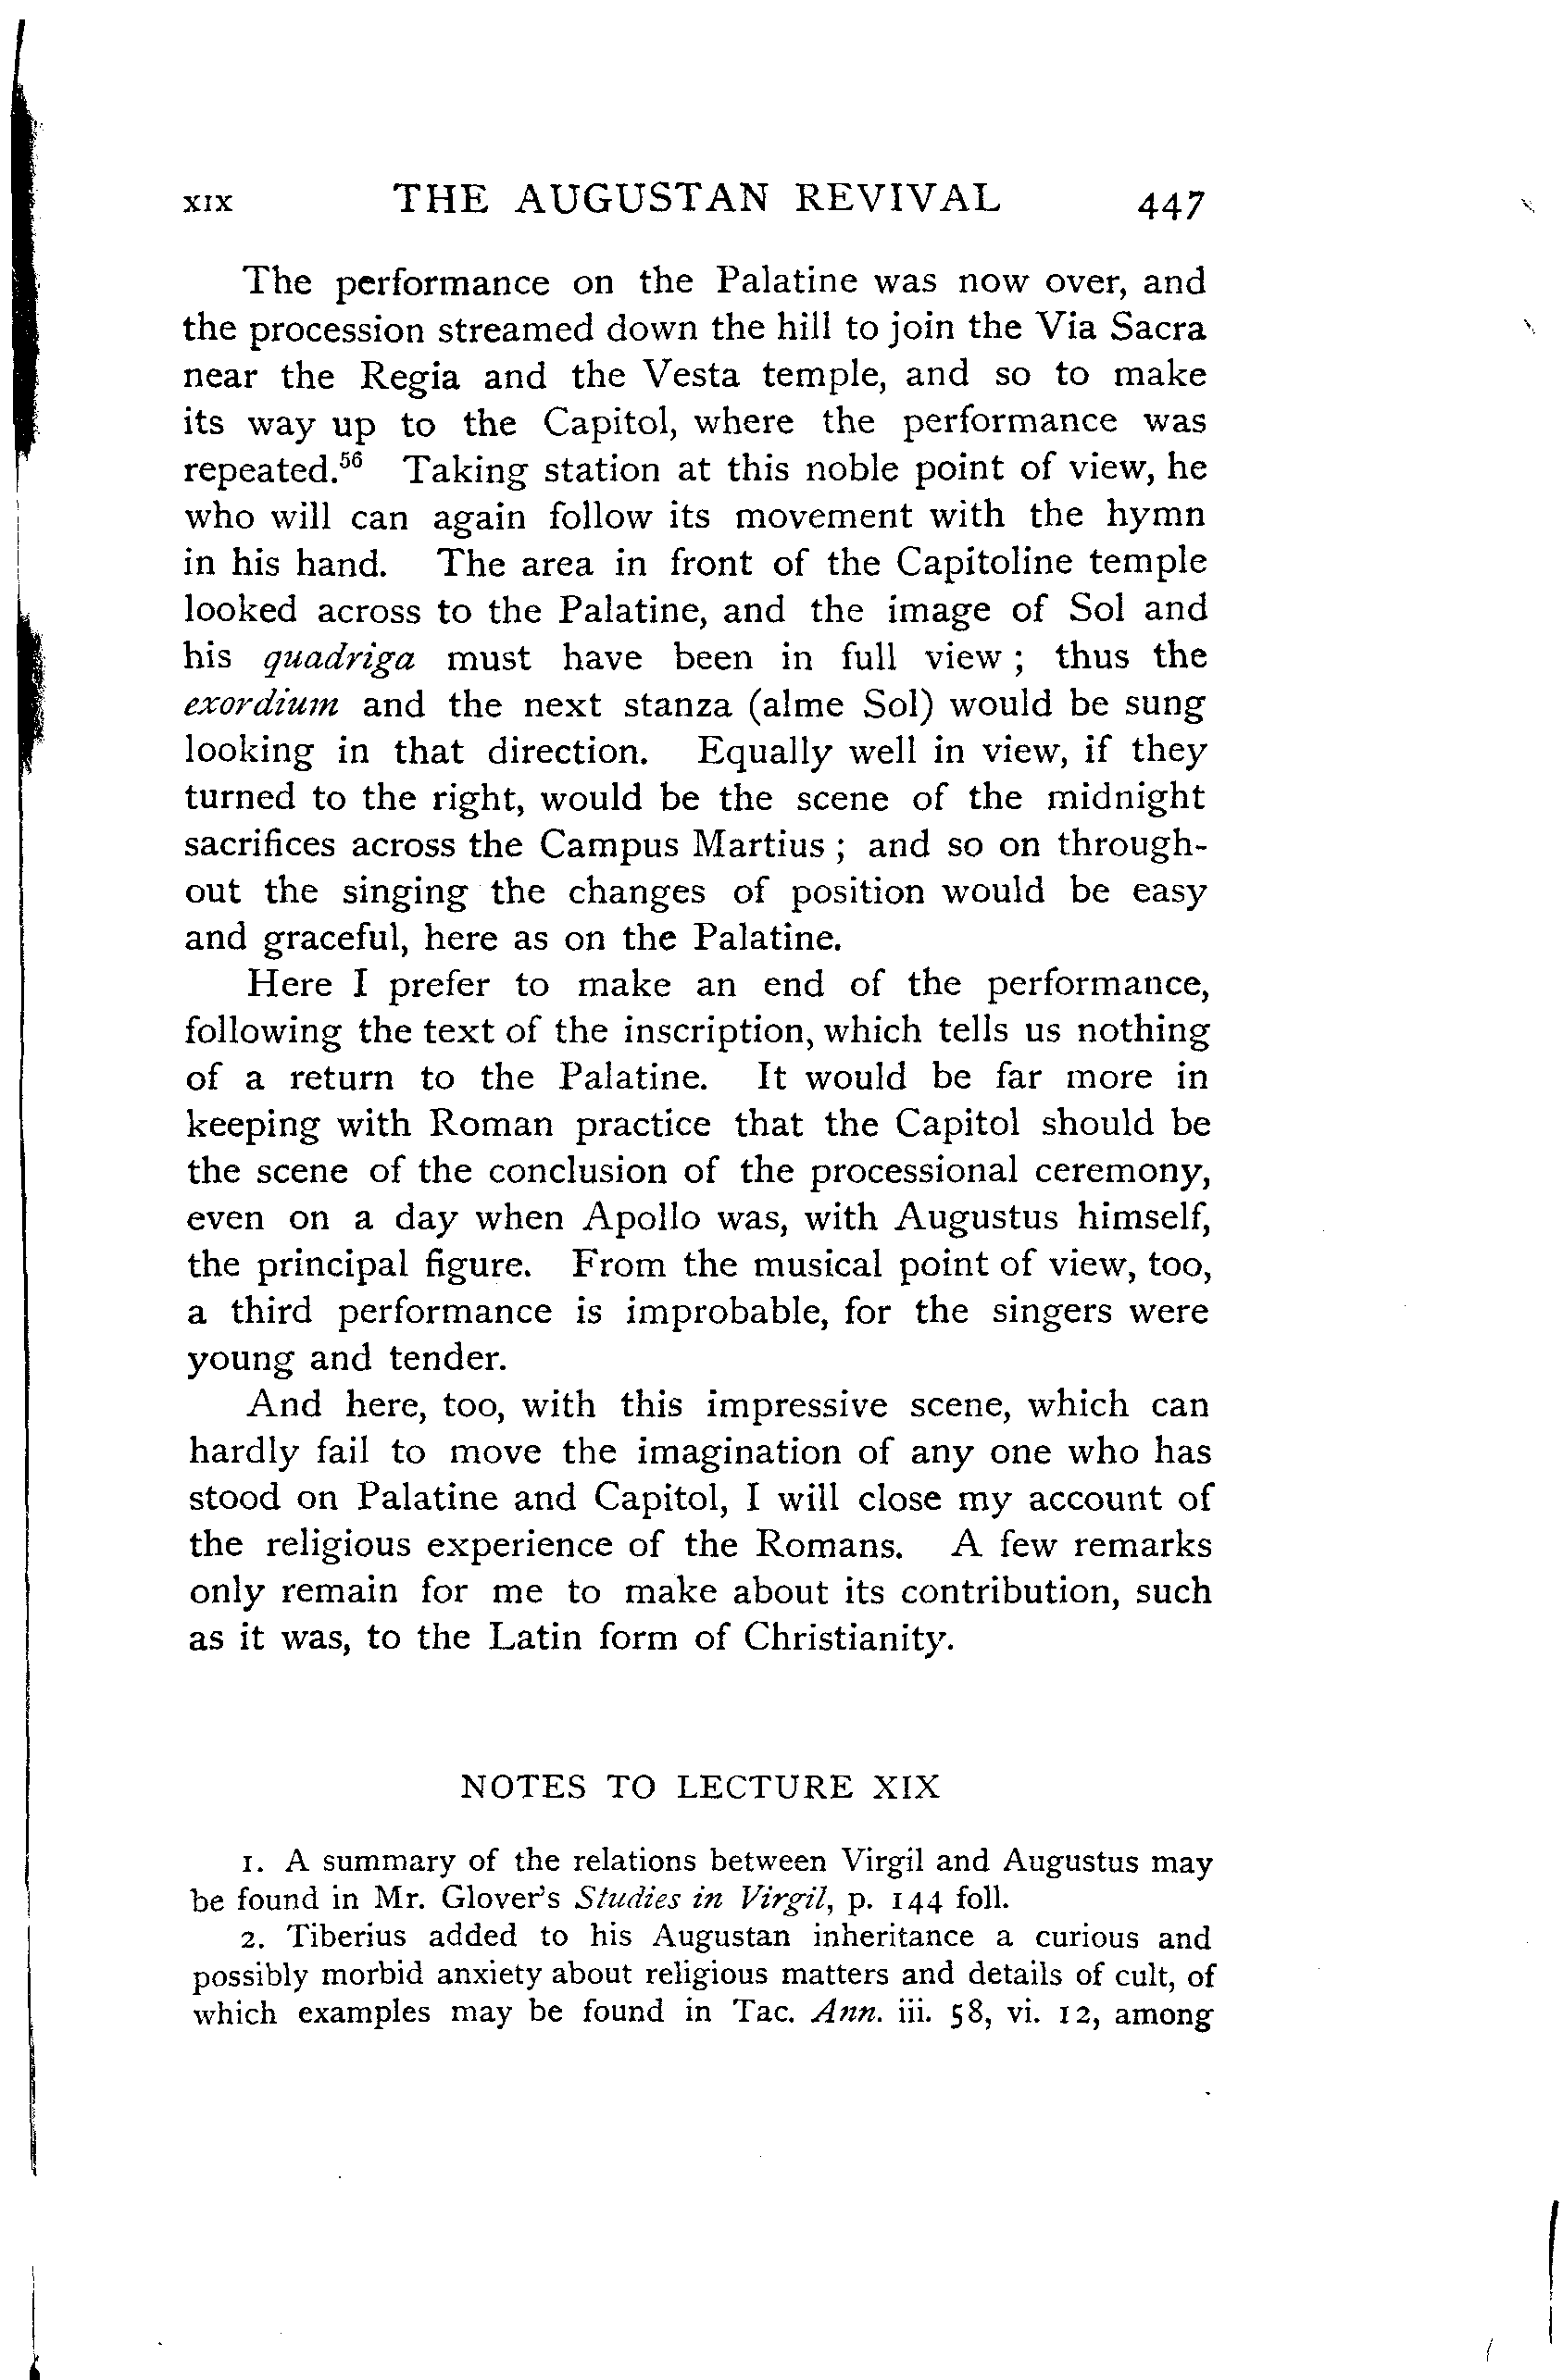 xix THE AUGUSTAN REVIVAL 447
The performance on the Palatine was now over, and
the procession streamed down the hill to join the Via Sacra
near the Regia and the Vesta temple, and so to make
its way up to the Capitol, where the performance was
repeated.⁵⁶ Taking station at this noble point of view, he
who will can again follow its movement with the hymn
in his hand. The area in front of the Capitoline temple
looked across to the Palatine, and the image of Sol and
his quadriga must have been in full view ; thus the
exordium and the next stanza (alme Sol) would be sung
looking in that direction. Equally well in view, if they
turned to the right, would be the scene of the midnight
sacrifices across the Campus Martius ; and so on through-
out the singing the changes of position would be easy
and graceful, here as on the Palatine.
Here I prefer to make an end of the performance,
following the text of the inscription, which tells us nothing
of a return to the Palatine. It would be far more in
keeping with Roman practice that the Capitol should be
the scene of the conclusion of the processional ceremony,
even on a day when Apollo was, with Augustus himself,
the principal figure. From the musical point of view, too,
a third performance is improbable, for the singers were
young and tender.
And here, too, with this impressive scene, which can
hardly fail to move the imagination of any one who has
stood on Palatine and Capitol, I will close my account of
the religious experience of the Romans. A few remarks
only remain for me to make about its contribution, such
as it was, to the Latin form of Christianity.
NOTES TO LECTURE XIX
1. A summary of the relations between Virgil and Augustus may
be found in Mr. Glover's Studies in Virgil, p. 144 foll.
2. Tiberius added to his Augustan inheritance a curious and
possibly morbid anxiety about religious matters and details of cult, of
which examples may be found in Tac. Ann. iii. 58, vi. 12, among